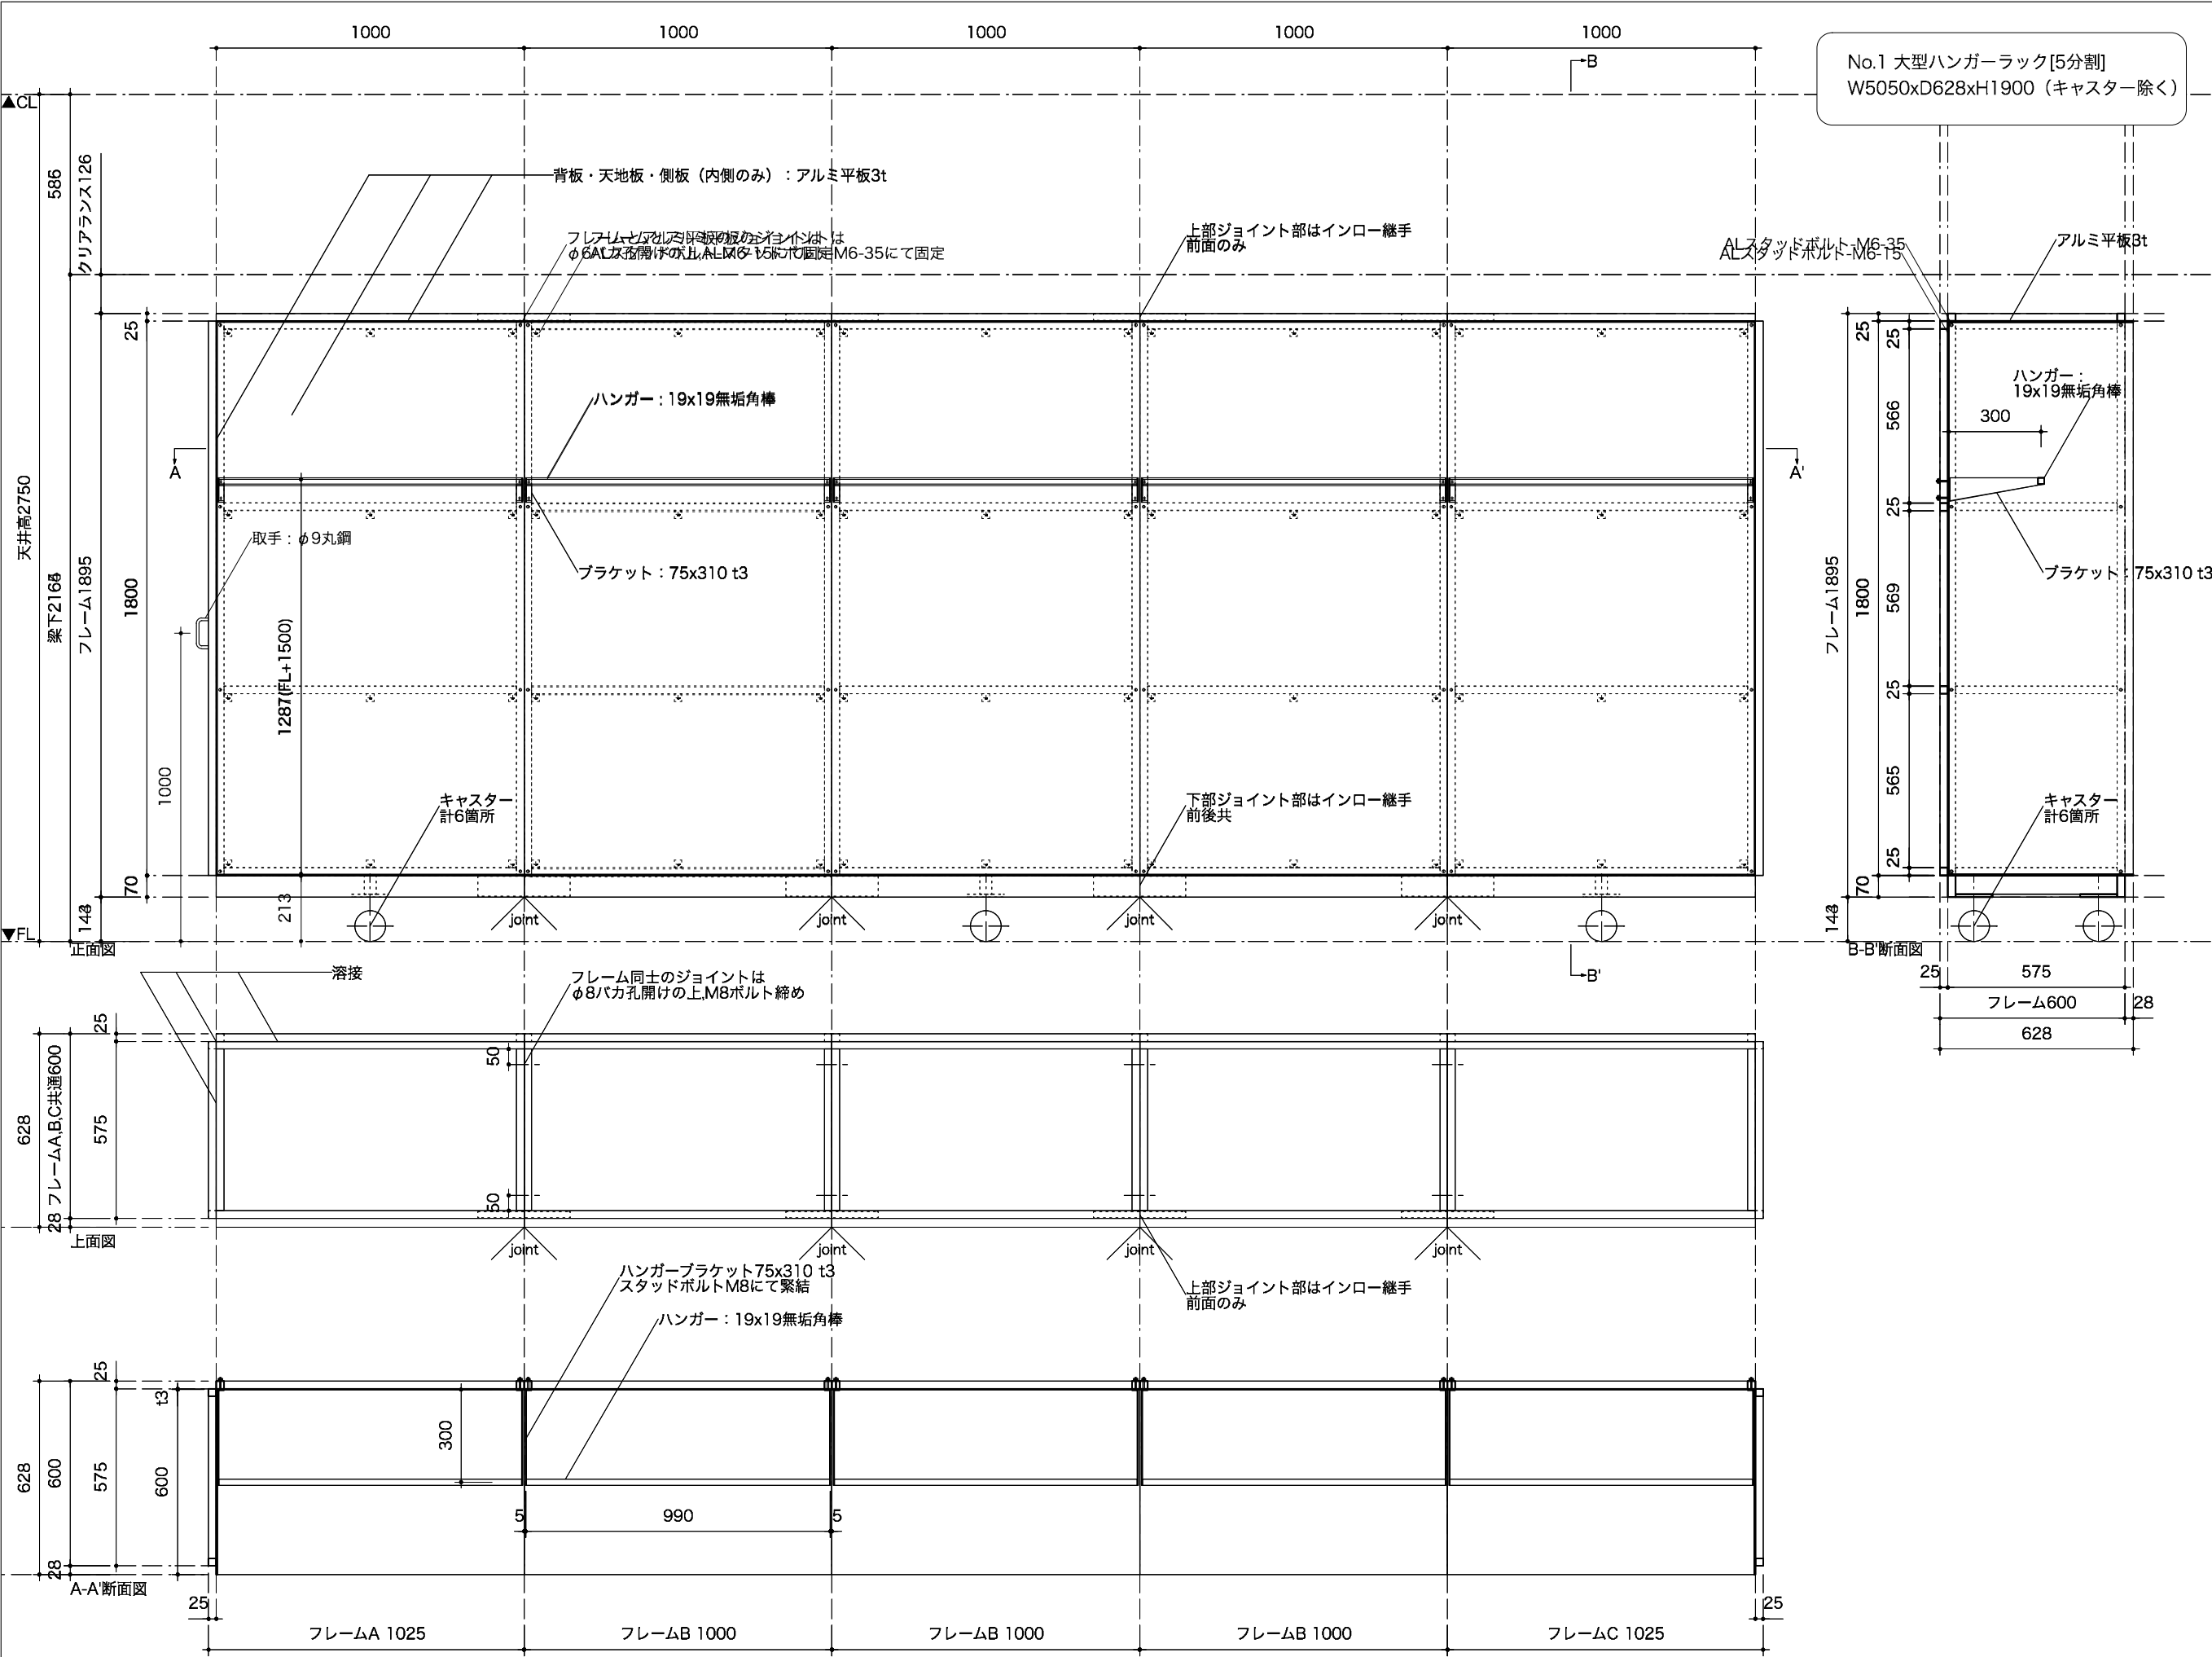 1000
1000
1000
1000
1000
B
No.1 大型ハンガーラック[5分割]
W5050xD628xH1900（キャスター除く）
▲CL
586
クリアランス126
背板・天地板・側板（内側のみ）：アルミ平板3t
上部ジョイント部はインロー継手
前面のみ
ALスタッドボルト-M6-35
ALスタッドボルト-M6-15
アルミ平板3t
25
ハンガー：19x19無垢角棒
A
A'
取手：φ9丸鋼
ブラケット：75x310 t3
天井高2750
フレーム1895
1800
1287(FL+1500)
1000
キャスター
計6箇所
下部ジョイント部はインロー継手
前後共
70
213
joint
joint
joint
joint
▼FL
正面図
B'
25
25
ハンガー：
19x19無垢角棒
300
566
25
ブラケット：75x310 t3
フレーム1895
1800
569
25
565
キャスター
計6箇所
25
70
B-B'断面図
25
575
フレーム600
28
628
溶接
フレーム同士のジョイントは
φ8バカ孔開けの上,M8ボルト締め
25
50
628
28 フレームA,B,C共通600
575
50
上面図
joint
joint
joint
joint
ハンガーブラケット75x310 t3
スタッドボルトM8にて緊結
上部ジョイント部はインロー継手
前面のみ
ハンガー：19x19無垢角棒
25
t3
300
628
600
575
600
5
990
5
28
A-A'断面図
25
25
フレームA 1025
フレームB 1000
フレームB 1000
フレームB 1000
フレームC 1025